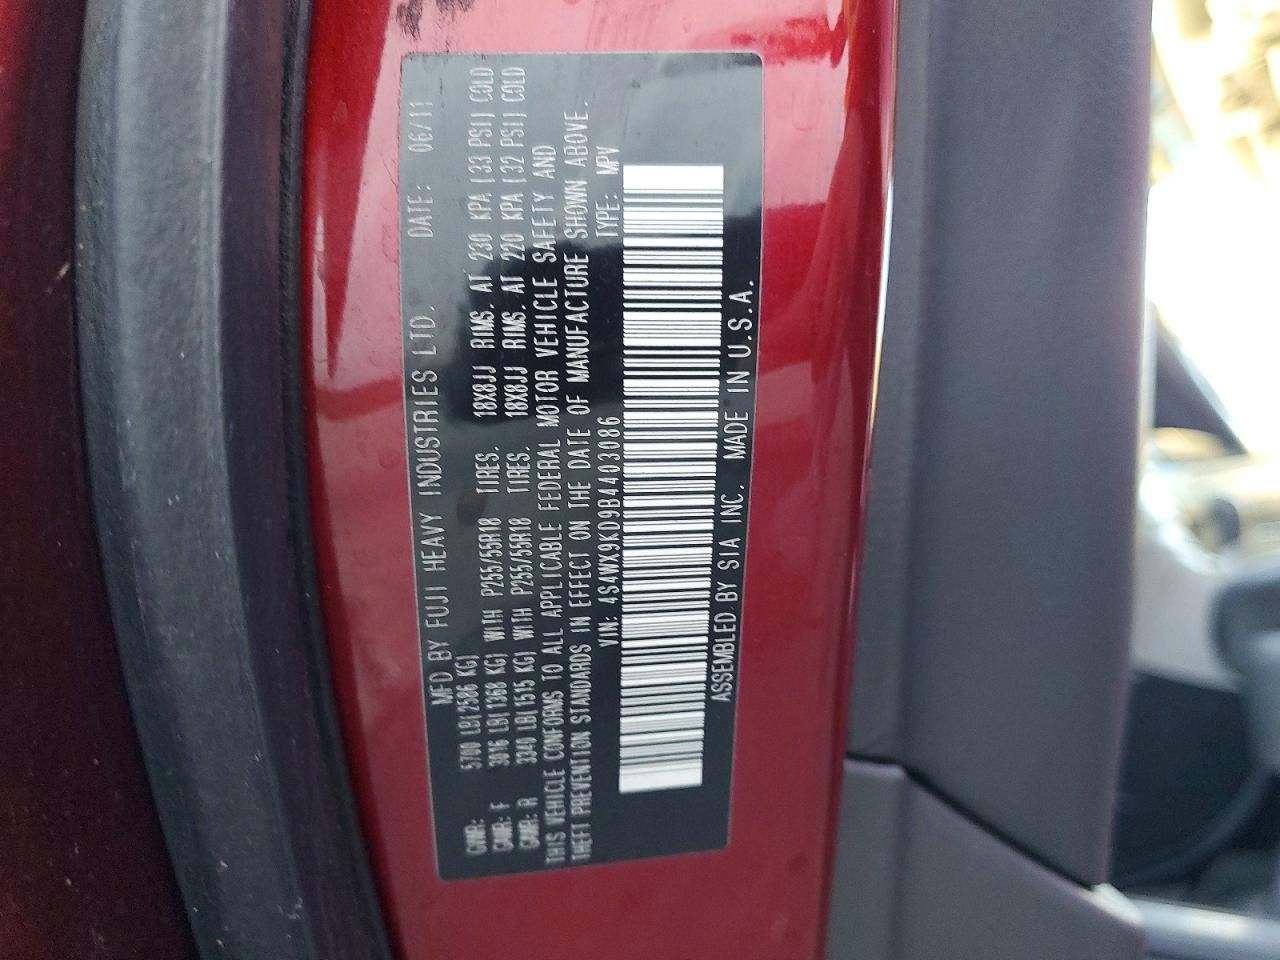 MFD BY FUJI HEAVY INDUSTRIES LTD. DATE: 06/11
GVWR: 5700 LB(2586 KG)
GAWR: F 3016 LB(1368 KG) WITH P255/55R18 TIRES. 18X8JJ RIMS. AT 230 KPA (33 PSI) COLD
GAWR: R 3340 LB(1515 KG) WITH P255/55R18 TIRES. 18X8JJ RIMS. AT 220 KPA (32 PSI) COLD
THIS VEHICLE CONFORMS TO ALL APPLICABLE FEDERAL MOTOR VEHICLE SAFETY AND
THEFT PREVENTION STANDARDS IN EFFECT ON THE DATE OF MANUFACTURE SHOWN ABOVE.
VIN: 4S4WX9KD9B4403086 TYPE: MPV
ASSEMBLED BY SIA INC. MADE IN U.S.A.